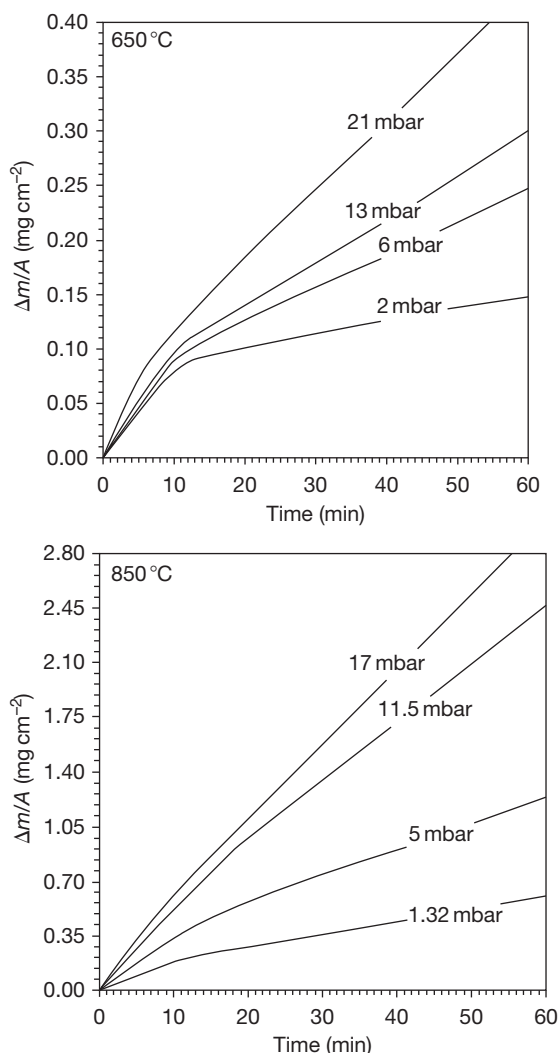 650 °C
0.40
0.35
0.30
0.25
0.20
0.15
0.10
0.05
0.00
Δm/A (mg cm⁻²)
21 mbar
13 mbar
6 mbar
2 mbar
0 10 20 30 40 50 60
Time (min)
850 °C
2.80
2.45
2.10
1.75
1.40
1.05
0.70
0.35
0.00
Δm/A (mg cm⁻²)
17 mbar
11.5 mbar
5 mbar
1.32 mbar
0 10 20 30 40 50 60
Time (min)